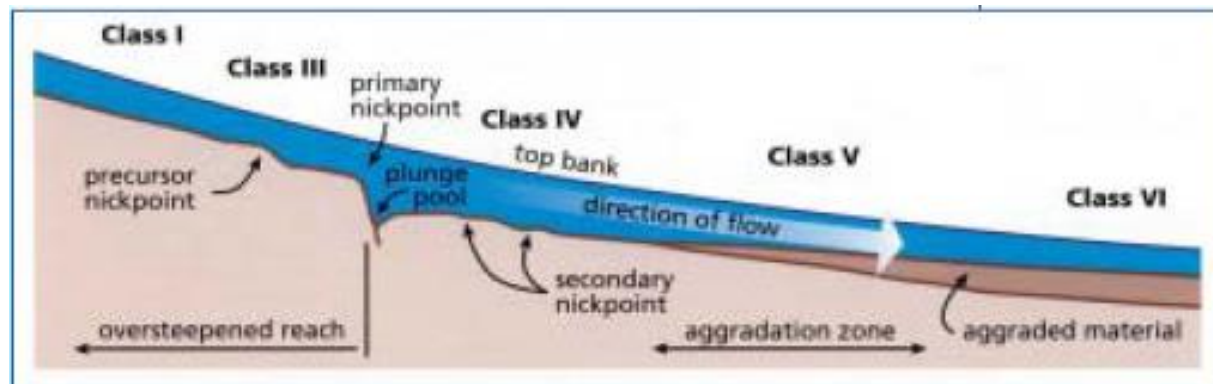 Class I
Class III
primary
nickpoint
Class IV
top bank
Class V
Class VI
precursor
nickpoint
plunge
pool
direction of flow
secondary
nickpoint
oversteepened reach
aggradation zone
aggraded material